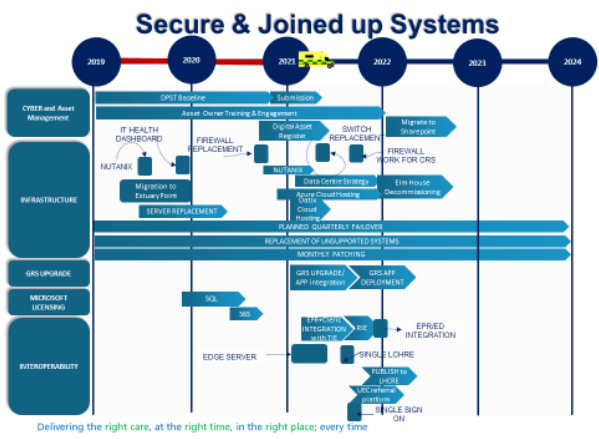 Secure & Joined up Systems
2019
2020
2021
2022
2023
2024
CYBER and Asset
Management
DPST Baseline
Submission
Asset Owner Training & Engagement
Digital Asset
Register
Migrate to
Sharepoint
INFRASTRUCTURE
IT HEALTH
DASHBOARD
NUTANIX
FIREWALL
REPLACEMENT
SWITCH
REPLACEMENT
FIREWALL
WORK FOR CRS
NUTANIX
Migration to
Estuary Point
Data Centre Strategy
Azure Cloud Hosting
Elm House
Decommissioning
Datix
Cloud
Hosting
SERVER REPLACEMENT
PLANNED QUARTERLY FAILOVER
REPLACEMENT OF UNSUPPORTED SYSTEMS
MONTHLY PATCHING
GRS UPGRADE
GRS UPGRADE/
APP integration
GRS APP
DEPLOYMENT
MICROSOFT
LICENSING
SQL
365
INTEROPERABILITY
INTEGRATION
with TIE
RIE
EPR/ED
INTEGRATION
EDGE SERVER
SINGLE LCHRE
PUBLISH to
LHCRE
UEC referral
platform
SINGLE SIGN
ON
Delivering the right care, at the right time, in the right place; every time